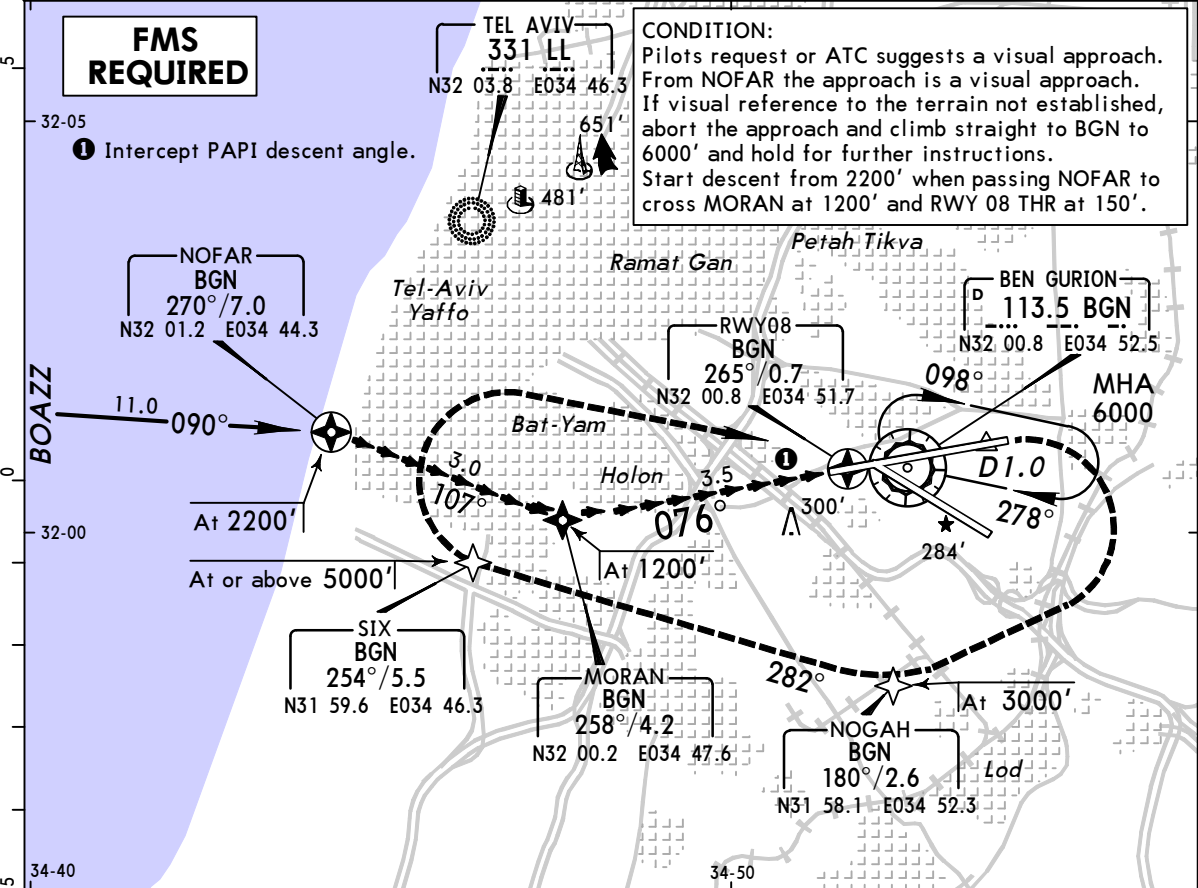 FMS
REQUIRED
❶ Intercept PAPI descent angle.
TEL AVIV
331 LL
N32 03.8 E034 46.3
CONDITION:
Pilots request or ATC suggests a visual approach.
From NOFAR the approach is a visual approach.
If visual reference to the terrain not established,
abort the approach and climb straight to BGN to
6000' and hold for further instructions.
Start descent from 2200' when passing NOFAR to
cross MORAN at 1200' and RWY 08 THR at 150'.
5
32-05
651'
481'
Petah Tikva
Ramat Gan
Tel-Aviv
Yaffo
NOFAR
BGN
270°/7.0
N32 01.2 E034 44.3
BEN GURION
D 113.5 BGN
N32 00.8 E034 52.5
RWY08
BGN
265°/0.7
N32 00.8 E034 51.7
098°
MHA
6000
BOAZZ
11.0
090°
Bat-Yam
3.0
107°
Holon
3.5
076°
❶
D1.0
278°
300'
284'
0
32-00
At 2200'
At or above 5000'
At 1200'
SIX
BGN
254°/5.5
N31 59.6 E034 46.3
MORAN
BGN
258°/4.2
N32 00.2 E034 47.6
282°
At 3000'
NOGAH
BGN
180°/2.6
N31 58.1 E034 52.3
Lod
5
34-40
34-50